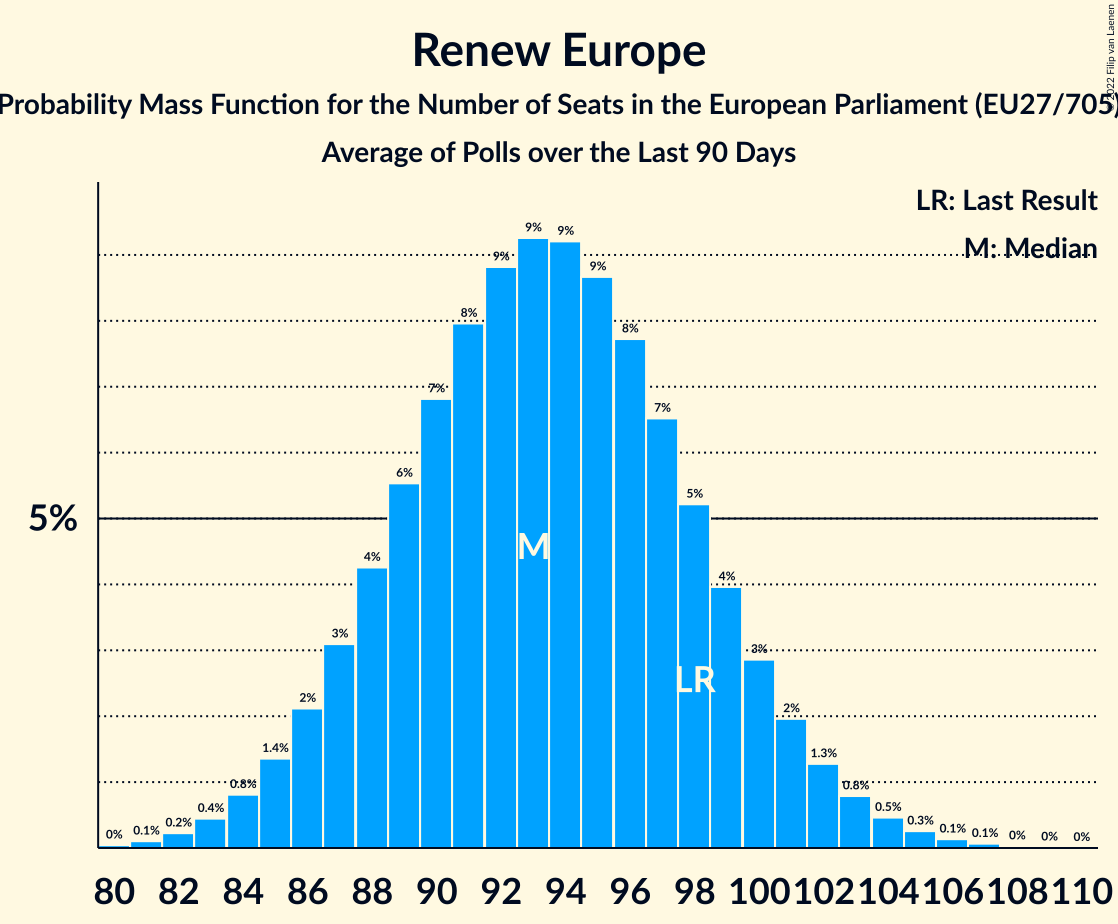 Renew Europe
Probability Mass Function for the Number of Seats in the European Parliament (EU27/705)
Average of Polls over the Last 90 Days
© 2022 Filip van Laenen
LR: Last Result
M: Median
5%
0% 0.1% 0.2% 0.4% 0.8% 1.4% 2% 3% 4% 6% 7% 8% 9% 9% 9% 9% 8% 7% 5% 4% 3% 2% 1.3% 0.8% 0.5% 0.3% 0.1% 0.1% 0% 0% 0%
M
LR
80 82 84 86 88 90 92 94 96 98 100 102 104 106 108 110